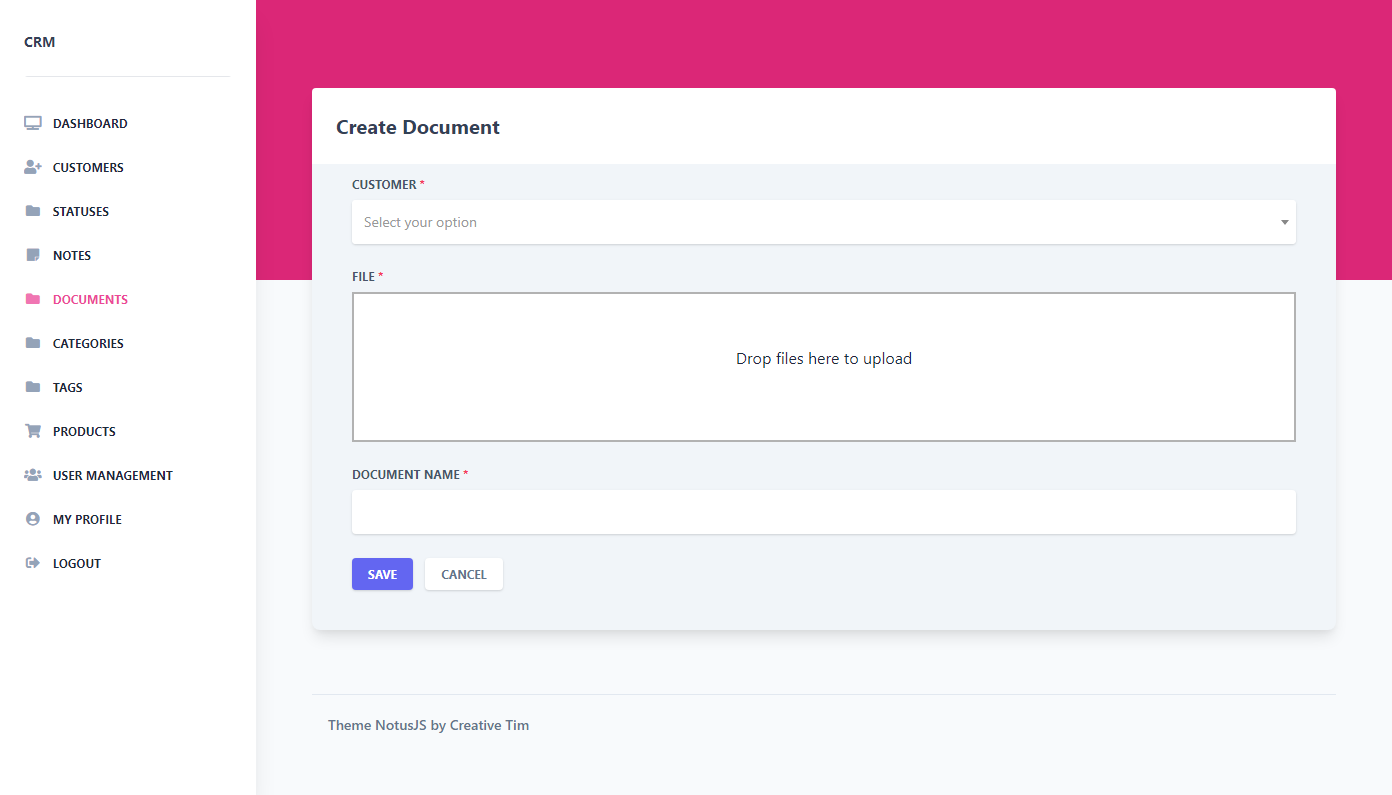 CRM
DASHBOARD
CUSTOMERS
STATUSES
NOTES
DOCUMENTS
CATEGORIES
TAGS
PRODUCTS
USER MANAGEMENT
MY PROFILE
LOGOUT
Create Document
CUSTOMER *
Select your option
FILE *
Drop files here to upload
DOCUMENT NAME *
SAVE CANCEL
Theme NotusJS by Creative Tim